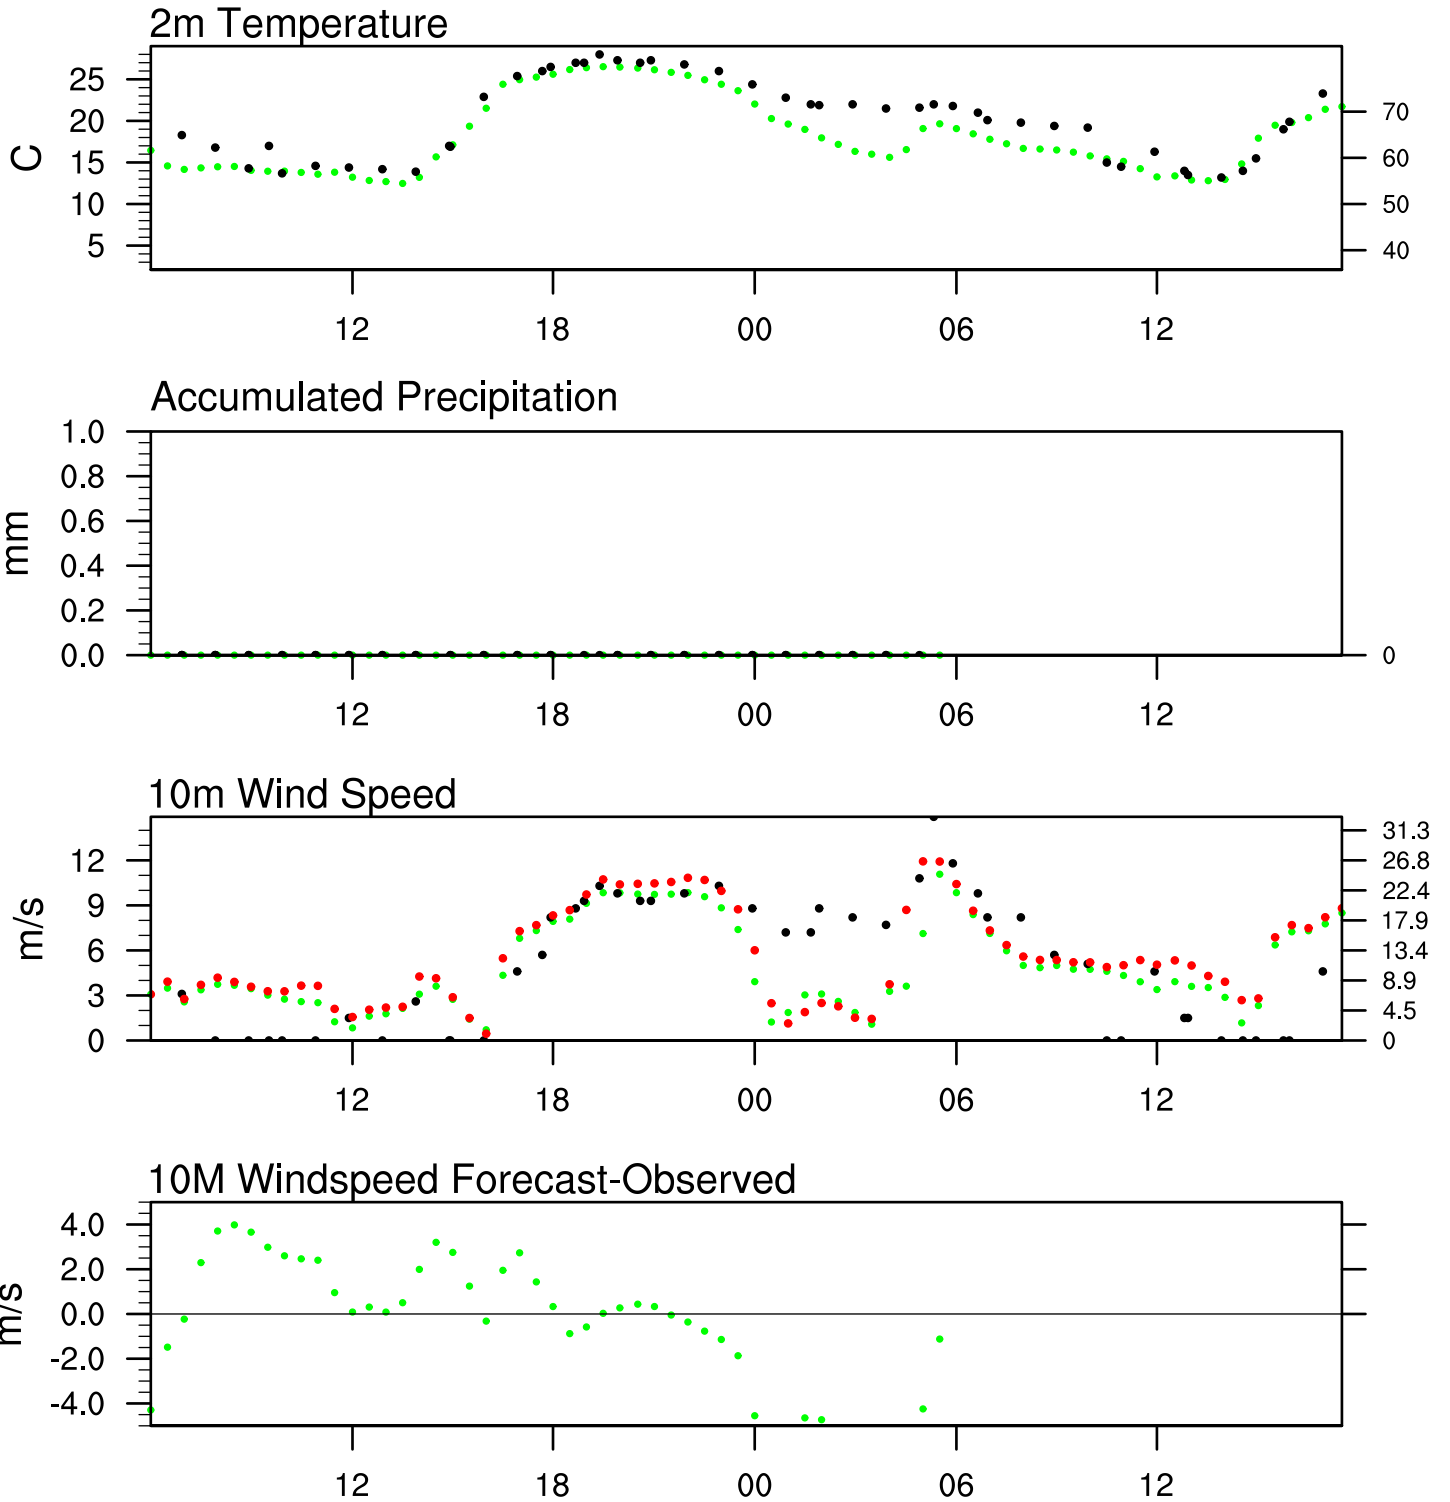 2m Temperature
25
20
15
10
5
C
70
60
50
40
12 18 00 06 12
Accumulated Precipitation
1.0
0.8
0.6
0.4
0.2
0.0
mm
0
12 18 00 06 12
10m Wind Speed
12
9
6
3
0
m/s
31.3
26.8
22.4
17.9
13.4
8.9
4.5
0
12 18 00 06 12
10M Windspeed Forecast-Observed
4.0
2.0
0.0
-2.0
-4.0
m/s
12 18 00 06 12